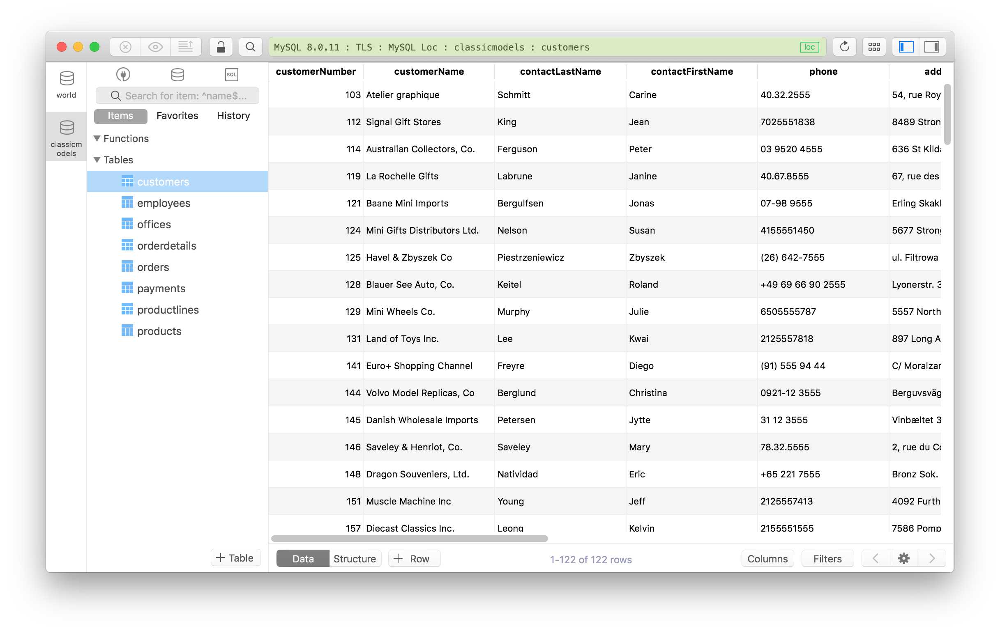 MySQL 8.0.11 : TLS : MySQL Loc : classicmodels : customers loc
world
classicm
odels
SQL
Search for item: ^name$...
Items Favorites History
Functions
Tables
customers
employees
offices
orderdetails
orders
payments
productlines
products
+ Table
customerNumber customerName contactLastName contactFirstName phone add
103 Atelier graphique Schmitt Carine 40.32.2555 54, rue Roy
112 Signal Gift Stores King Jean 7025551838 8489 Stron
114 Australian Collectors, Co. Ferguson Peter 03 9520 4555 636 St Kilda
119 La Rochelle Gifts Labrune Janine 40.67.8555 67, rue des
121 Baane Mini Imports Bergulfsen Jonas 07-98 9555 Erling Skakk
124 Mini Gifts Distributors Ltd. Nelson Susan 4155551450 5677 Strong
125 Havel & Zbyszek Co Piestrzeniewicz Zbyszek (26) 642-7555 ul. Filtrowa
128 Blauer See Auto, Co. Keitel Roland +49 69 66 90 2555 Lyonerstr. 3
129 Mini Wheels Co. Murphy Julie 6505555787 5557 North
131 Land of Toys Inc. Lee Kwai 2125557818 897 Long A
141 Euro+ Shopping Channel Freyre Diego (91) 555 94 44 C/ Moralzar
144 Volvo Model Replicas, Co Berglund Christina 0921-12 3555 Berguvsväg
145 Danish Wholesale Imports Petersen Jytte 31 12 3555 Vinbæltet 3
146 Saveley & Henriot, Co. Saveley Mary 78.32.5555 2, rue du Co
148 Dragon Souveniers, Ltd. Natividad Eric +65 221 7555 Bronz Sok.
151 Muscle Machine Inc Young Jeff 2125557413 4092 Furth
157 Diecast Classics Inc. Leong Kelvin 2155551555 7586 Pomp
Data Structure + Row 1-122 of 122 rows Columns Filters